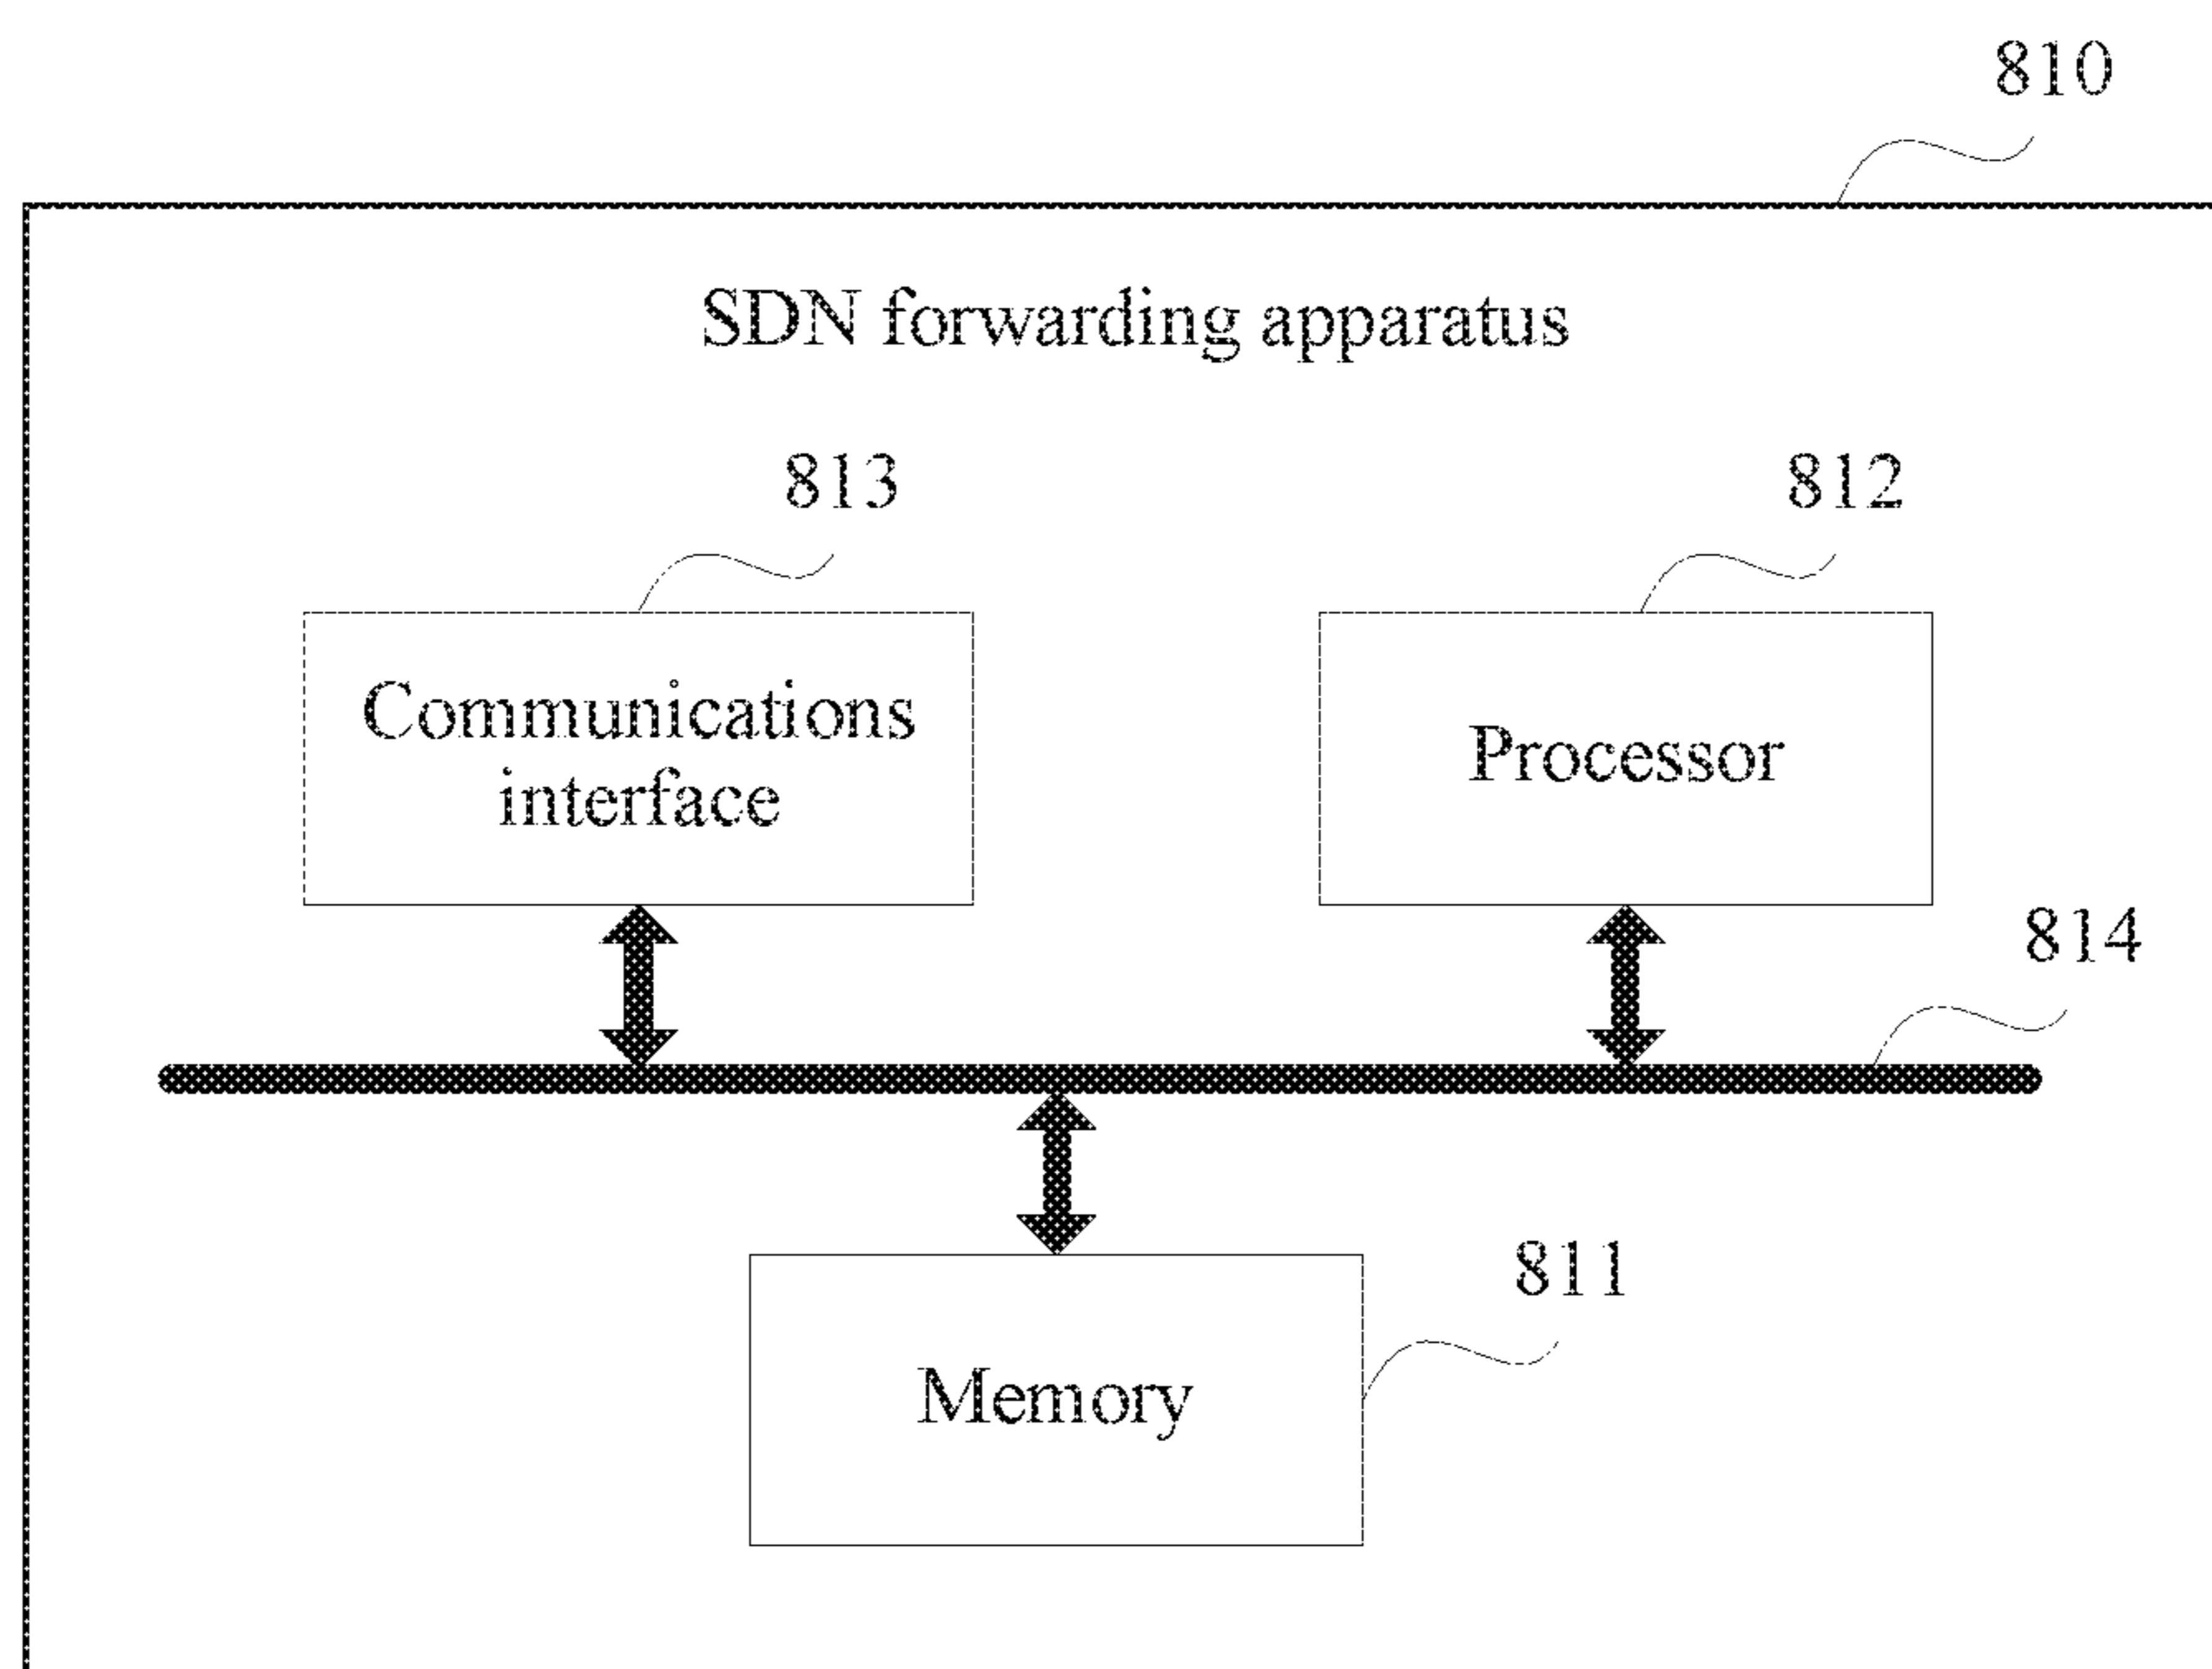 810
SDN forwarding apparatus
813
812
Communications
interface
Processor
814
811
Memory